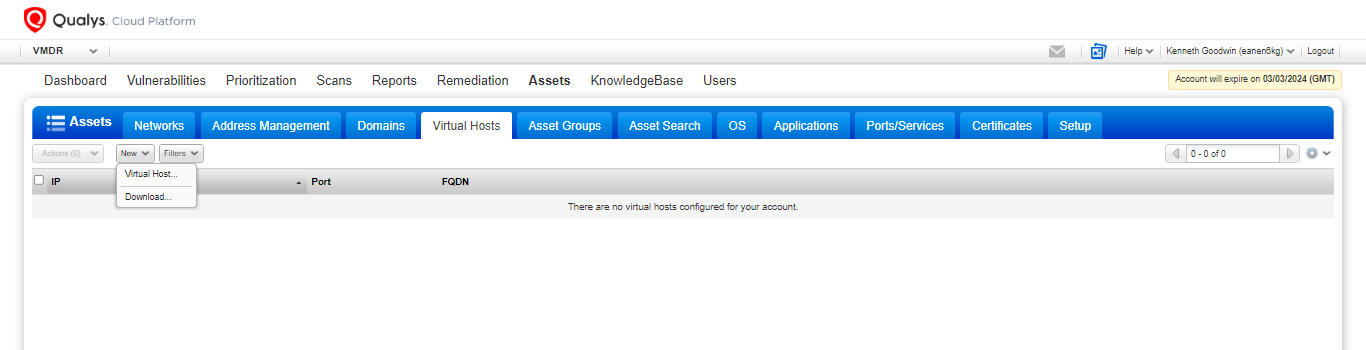 Qualys. Cloud Platform
VMDR
Help
Kenneth Goodwin (eanen6kg)
Logout
Dashboard Vulnerabilities Prioritization Scans Reports Remediation Assets KnowledgeBase Users
Account will expire on 03/03/2024 (GMT)
Assets Networks Address Management Domains Virtual Hosts Asset Groups Asset Search OS Applications Ports/Services Certificates Setup
Actions (0) New Filters
0 - 0 of 0
Virtual Host...
IP Port FQDN
Download...
There are no virtual hosts configured for your account.